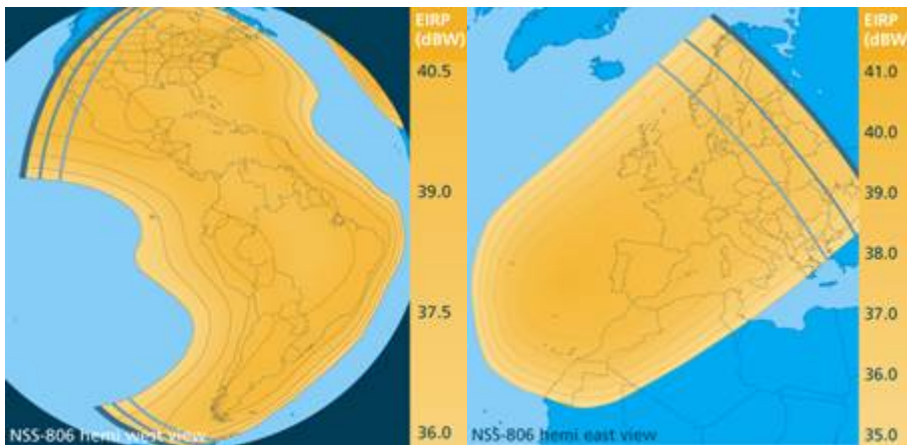 EIRP
(dBW)
40.5
39.0
37.5
36.0
NSS-806 hemi west view
EIRP
(dBW)
41.0
40.0
39.0
38.0
37.0
36.0
35.0
NSS-806 hemi east view